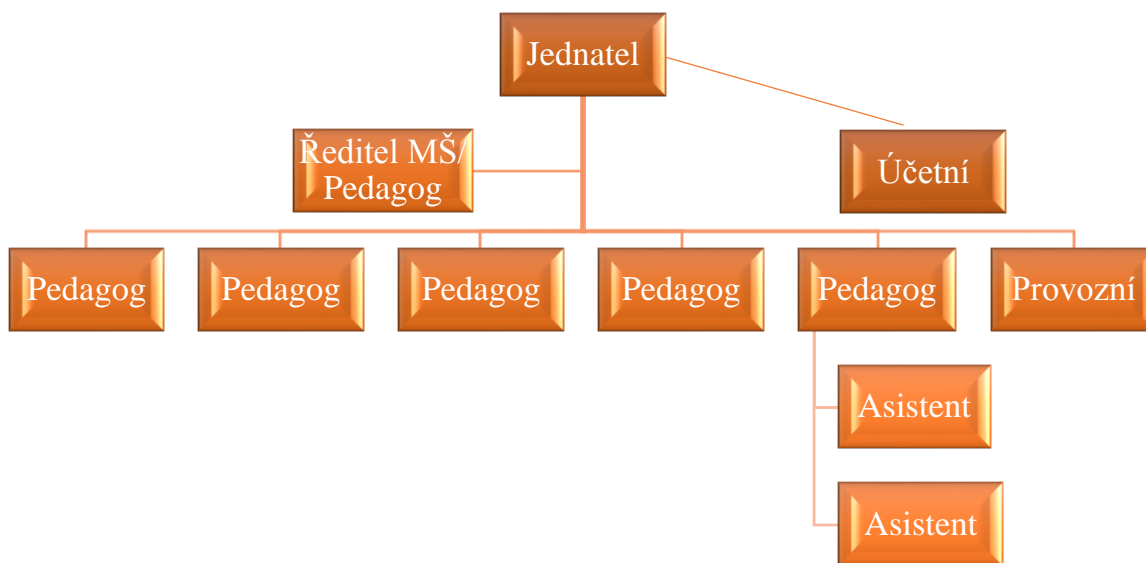 Jednatel
Ředitel MŠ/
Pedagog
Účetní
Pedagog
Pedagog
Pedagog
Pedagog
Pedagog
Provozní
Asistent
Asistent